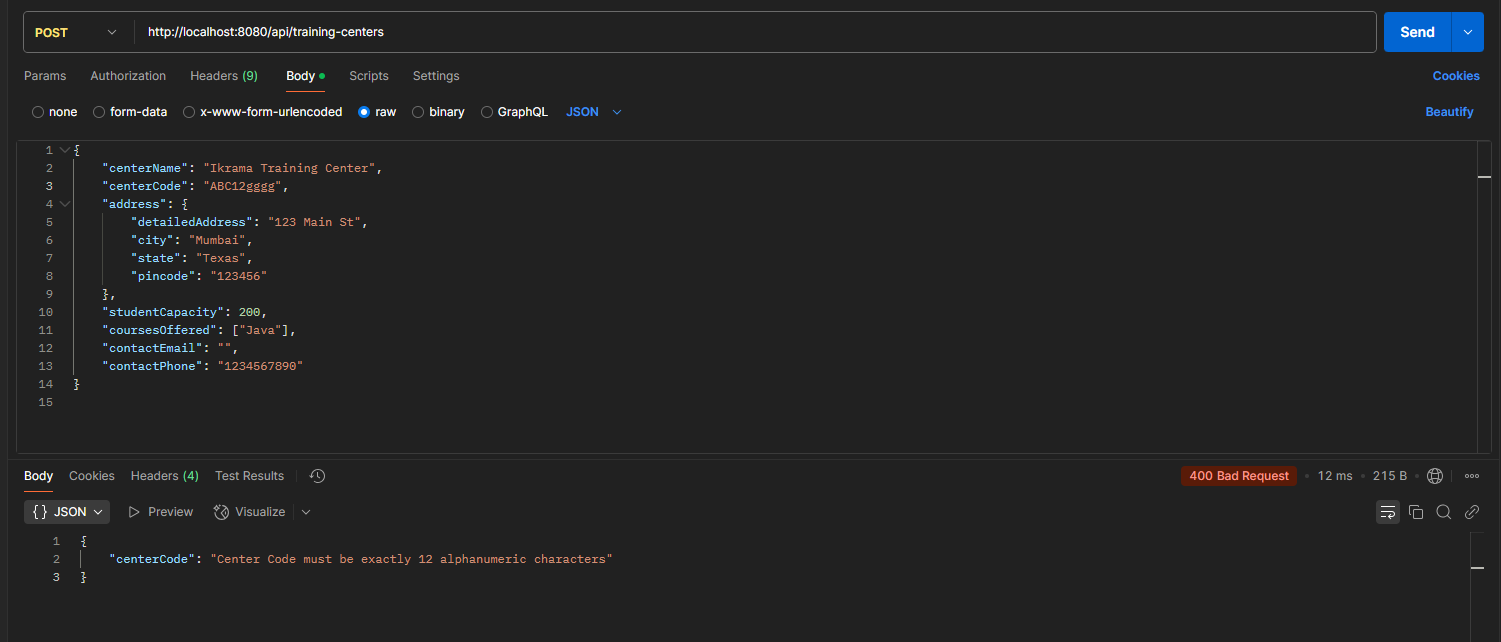 POST http://localhost:8080/api/training-centers Send
Params Authorization Headers (9) Body Scripts Settings Cookies
none form-data x-www-form-urlencoded raw binary GraphQL JSON Beautify
1 {
2 "centerName": "Ikrama Training Center",
3 "centerCode": "ABC12gggg",
4 "address": {
5 "detailedAddress": "123 Main St",
6 "city": "Mumbai",
7 "state": "Texas",
8 "pincode": "123456"
9 },
10 "studentCapacity": 200,
11 "coursesOffered": ["Java"],
12 "contactEmail": "",
13 "contactPhone": "1234567890"
14 }
15
Body Cookies Headers (4) Test Results 400 Bad Request • 12 ms • 215 B •
{} JSON Preview Visualize
1 {
2 "centerCode": "Center Code must be exactly 12 alphanumeric characters"
3 }